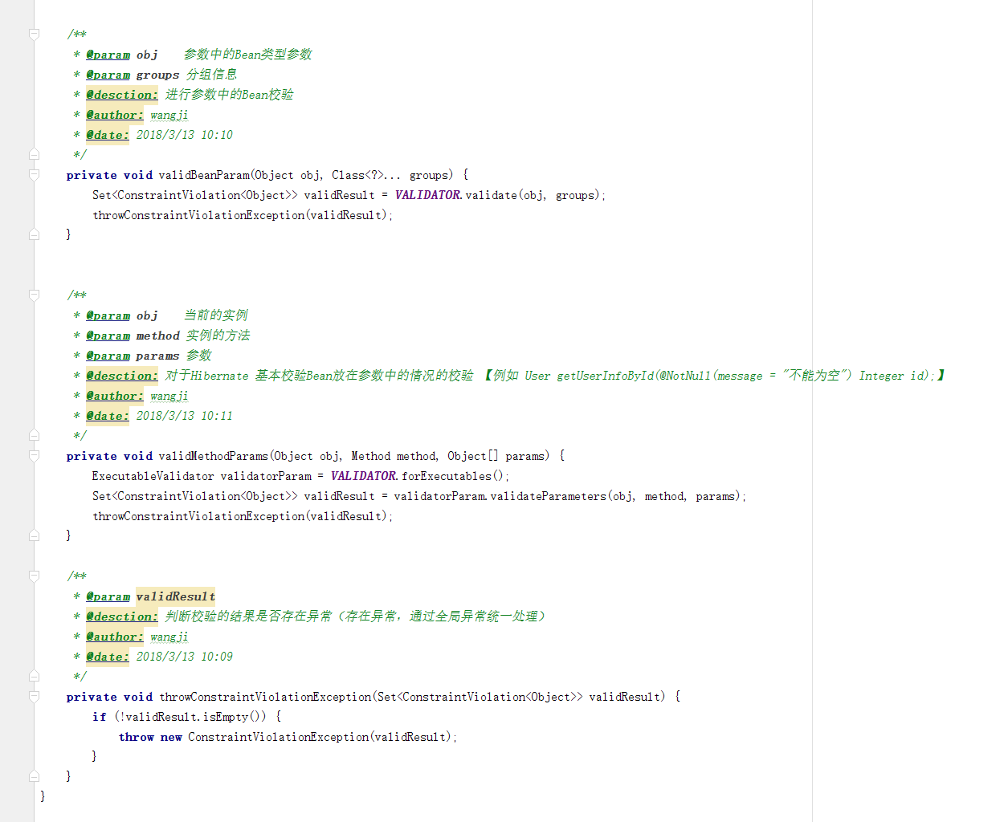 /**
* @param obj 参数中的Bean类型参数
* @param groups 分组信息
* @desction: 进行参数中的Bean校验
* @author: wangji
* @date: 2018/3/13 10:10
*/
private void validBeanParam(Object obj, Class<?>... groups) {
Set<ConstraintViolation<Object>> validResult = VALIDATOR.validate(obj, groups);
throwConstraintViolationException(validResult);
}
/**
* @param obj 当前的实例
* @param method 实例的方法
* @param params 参数
* @desction: 对于Hibernate 基本校验Bean放在参数中的情况的校验 【例如 User getUserInfoById(@NotNull(message = "不能为空") Integer id);】
* @author: wangji
* @date: 2018/3/13 10:11
*/
private void validMethodParams(Object obj, Method method, Object[] params) {
ExecutableValidator validatorParam = VALIDATOR.forExecutables();
Set<ConstraintViolation<Object>> validResult = validatorParam.validateParameters(obj, method, params);
throwConstraintViolationException(validResult);
}
/**
* @param validResult
* @desction: 判断校验的结果是否存在异常（存在异常，通过全局异常统一处理）
* @author: wangji
* @date: 2018/3/13 10:09
*/
private void throwConstraintViolationException(Set<ConstraintViolation<Object>> validResult) {
if (!validResult.isEmpty()) {
throw new ConstraintViolationException(validResult);
}
}
}